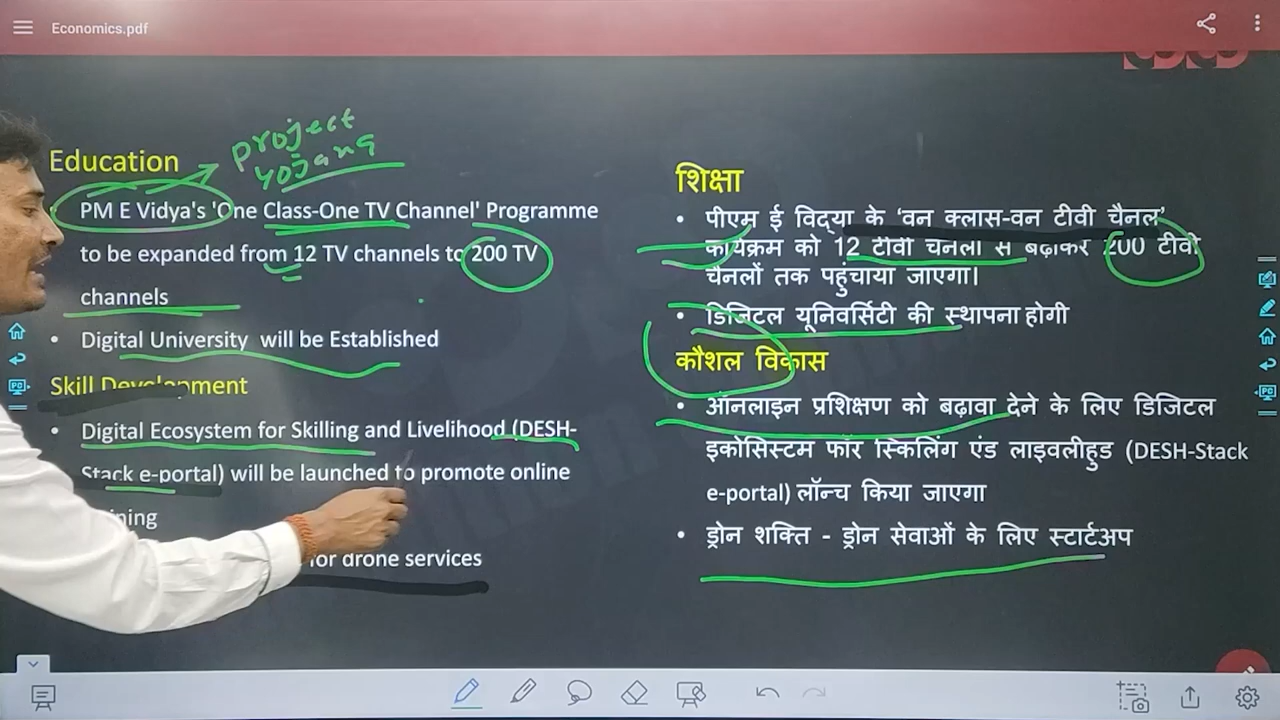 Economics.pdf
project
yojana
Education
PM E Vidya's 'One Class-One TV Channel' Programme
to be expanded from 12 TV channels to 200 TV
channels
• Digital University will be Established
Skill Development
• Digital Ecosystem for Skilling and Livelihood (DESH-
Stack e-portal) will be launched to promote online
for drone services
शिक्षा
• पीएम ई विद्या के ‘वन क्लास-वन टीवी चैनल’
कार्यक्रम को 12 टीवी चैनलों से बढ़ाकर 200 टीवी
चैनलों तक पहुंचाया जाएगा।
• डिजिटल यूनिवर्सिटी की स्थापना होगी
कौशल विकास
• ऑनलाइन प्रशिक्षण को बढ़ावा देने के लिए डिजिटल
इकोसिस्टम फॉर स्किलिंग एंड लाइवलीहुड (DESH-Stack
e-portal) लॉन्च किया जाएगा
• ड्रोन शक्ति - ड्रोन सेवाओं के लिए स्टार्टअप